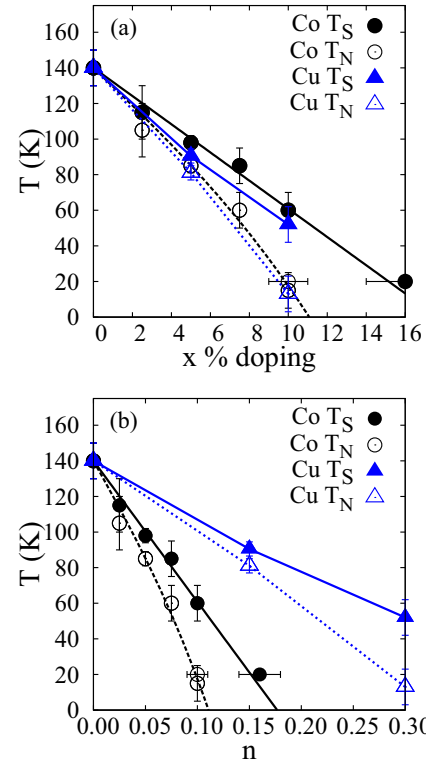 (a)
Co T_S
Co T_N
Cu T_S
Cu T_N
T (K)
160
140
120
100
80
60
40
20
0
0 2 4 6 8 10 12 14 16
x % doping
(b)
Co T_S
Co T_N
Cu T_S
Cu T_N
T (K)
160
140
120
100
80
60
40
20
0
0.00 0.05 0.10 0.15 0.20 0.25 0.30
n